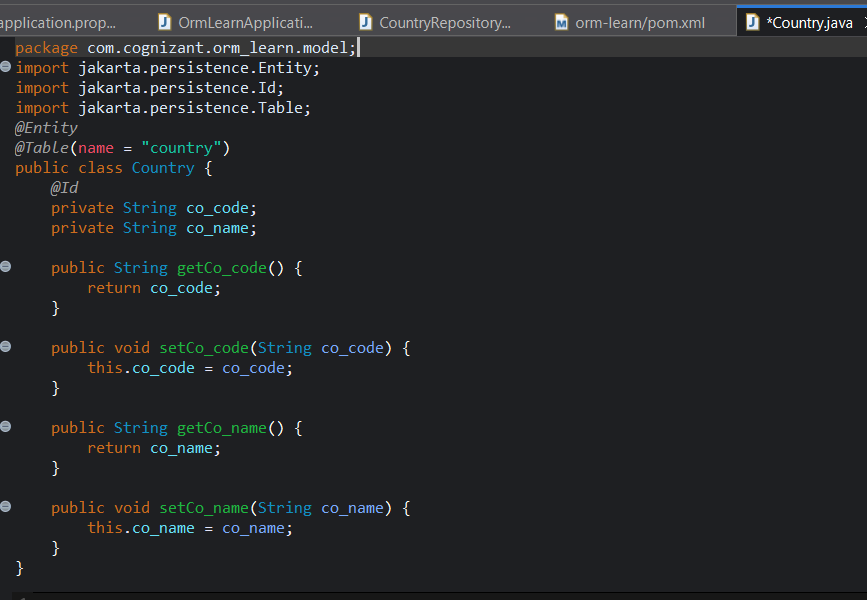 application.prop...
OrmLearnApplicati...
CountryRepository...
orm-learn/pom.xml
*Country.java
package com.cognizant.orm_learn.model;
import jakarta.persistence.Entity;
import jakarta.persistence.Id;
import jakarta.persistence.Table;
@Entity
@Table(name = "country")
public class Country {
    @Id
    private String co_code;
    private String co_name;

    public String getCo_code() {
        return co_code;
    }

    public void setCo_code(String co_code) {
        this.co_code = co_code;
    }

    public String getCo_name() {
        return co_name;
    }

    public void setCo_name(String co_name) {
        this.co_name = co_name;
    }
}